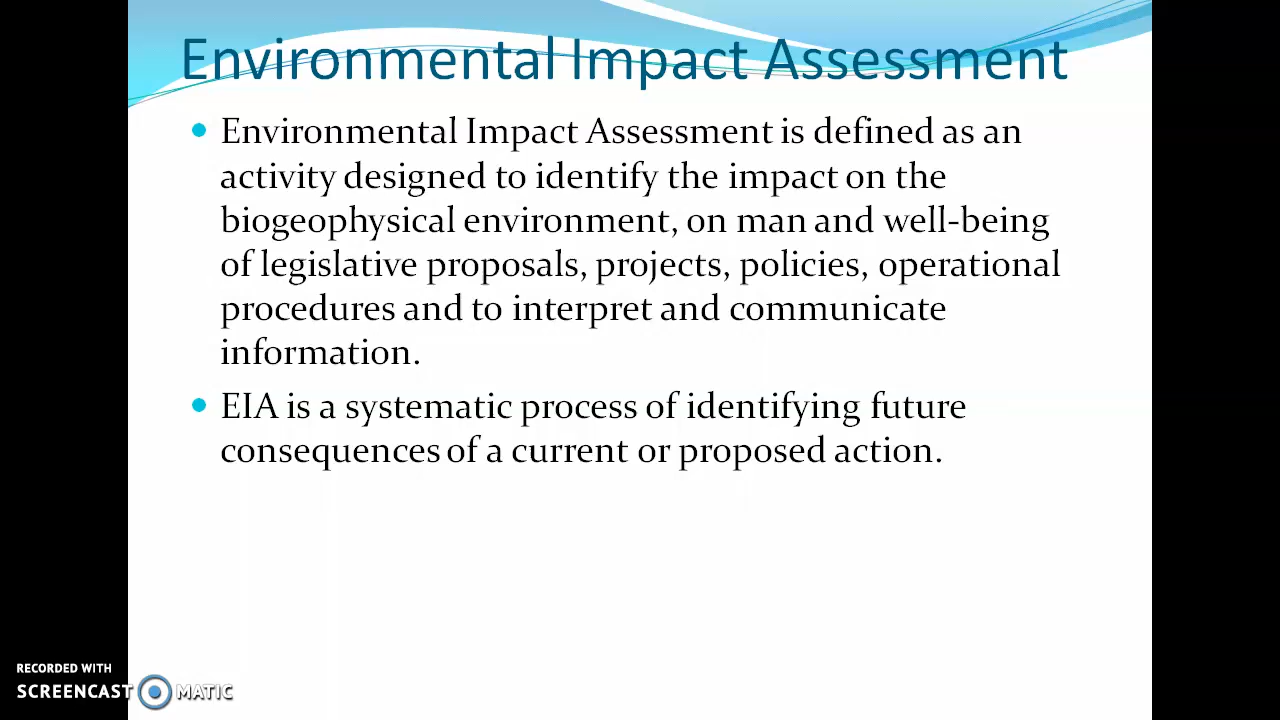 Environmental Impact Assessment
Environmental Impact Assessment is defined as an
activity designed to identify the impact on the
biogeophysical environment, on man and well-being
of legislative proposals, projects, policies, operational
procedures and to interpret and communicate
information.
EIA is a systematic process of identifying future
consequences of a current or proposed action.
RECORDED WITH
SCREENCAST MATIC